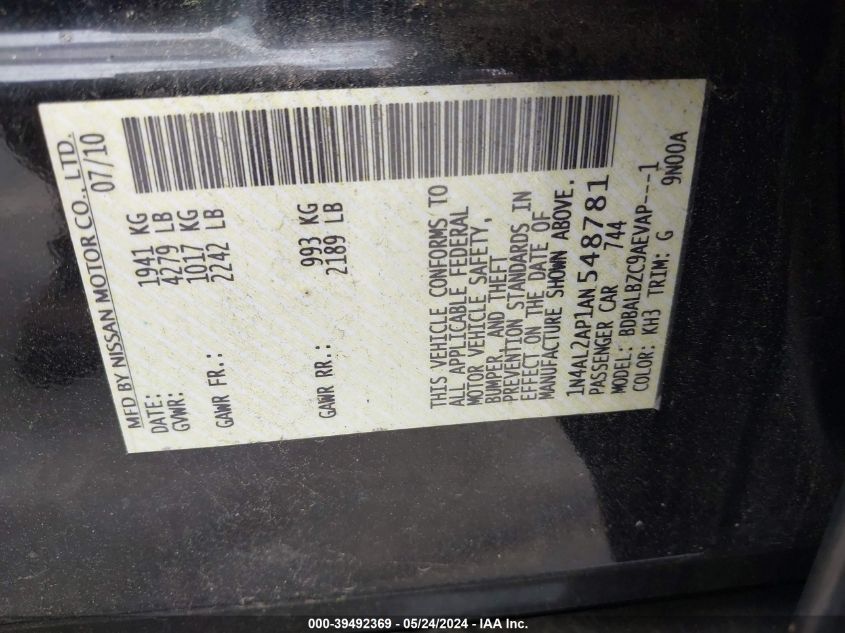 MFD BY NISSAN MOTOR CO., LTD.
DATE: 07/10
GVWR: 1941 KG
4279 LB
GAWR FR.: 1017 KG
2242 LB
GAWR RR.: 993 KG
2189 LB
THIS VEHICLE CONFORMS TO
ALL APPLICABLE FEDERAL
MOTOR VEHICLE SAFETY,
BUMPER, AND THEFT
PREVENTION STANDARDS IN
EFFECT ON THE DATE OF
MANUFACTURE SHOWN ABOVE.
1N4AL2AP1AN548781
PASSENGER CAR 744
MODEL: BDBALBZC9AEVAP---1
COLOR: KH3 TRIM: G 9N00A
000-39492369 - 05/24/2024 - IAA Inc.